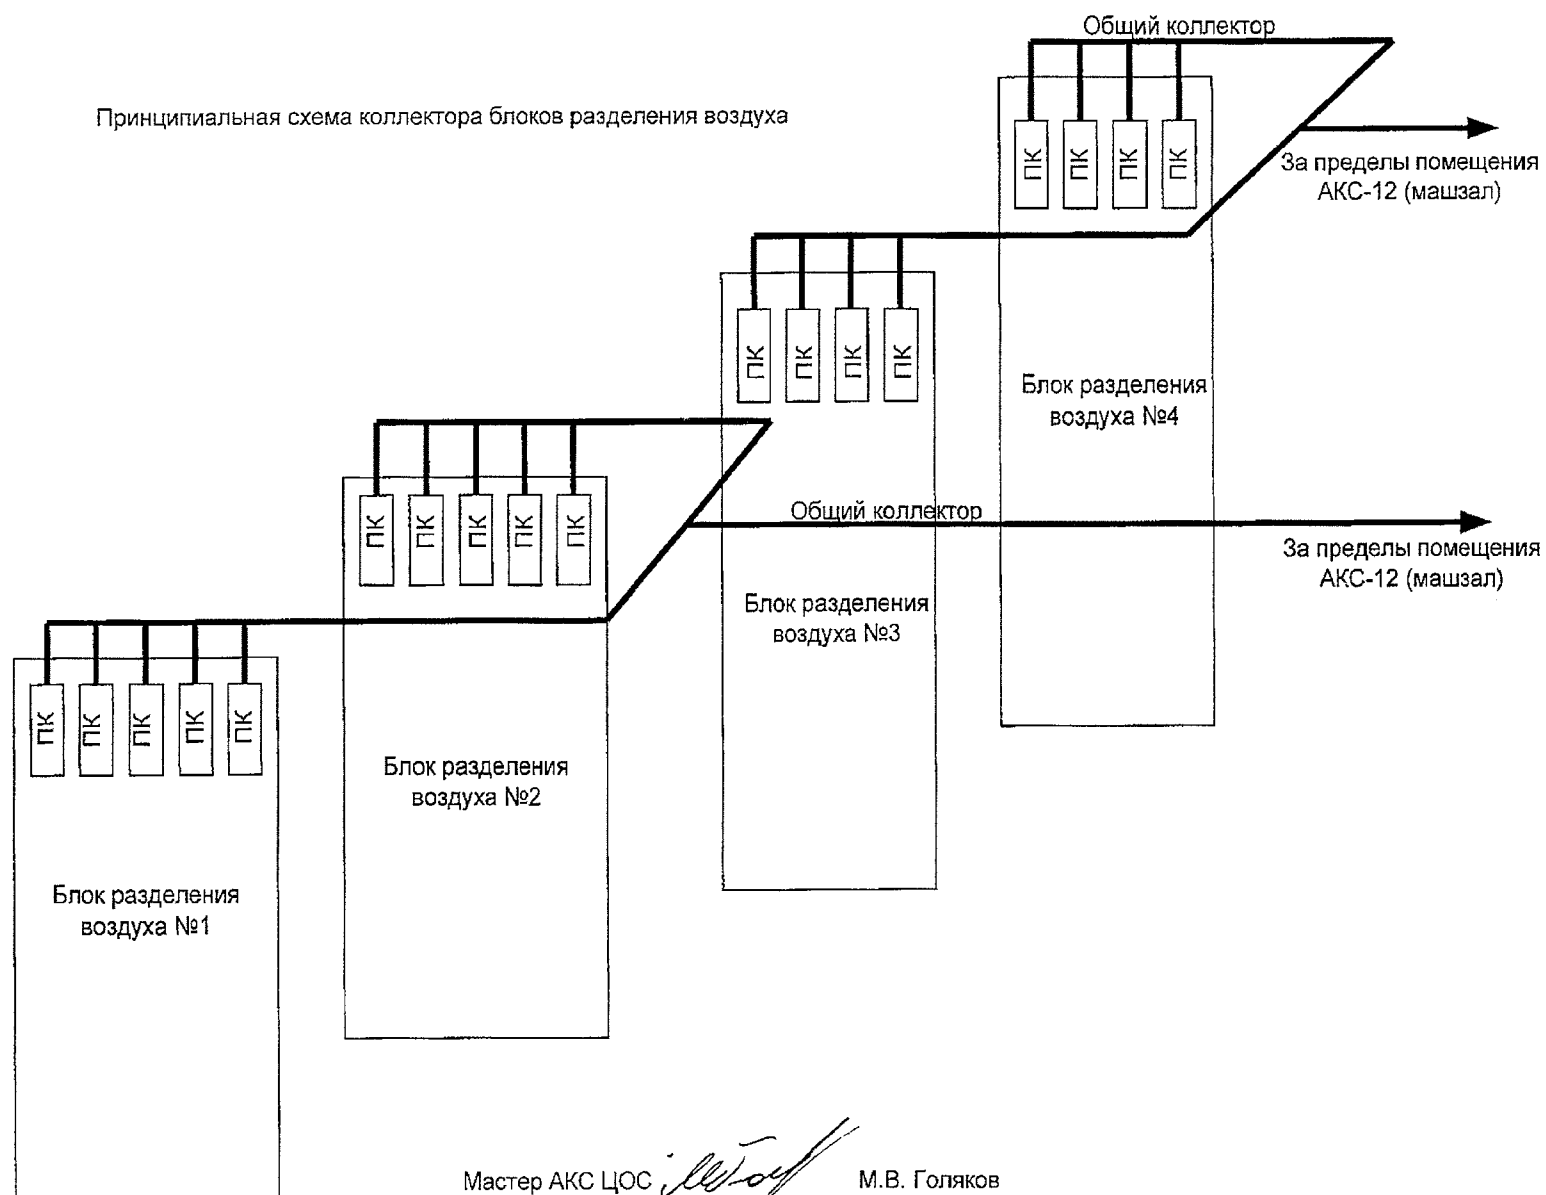 Общий коллектор
Принципиальная схема коллектора блоков разделения воздуха
ПК ПК ПК ПК
За пределы помещения
АКС-12 (машзал)
ПК ПК ПК ПК
Блок разделения
воздуха №4
ПК ПК ПК ПК ПК
Общий коллектор
За пределы помещения
АКС-12 (машзал)
Блок разделения
воздуха №3
ПК ПК ПК ПК ПК
Блок разделения
воздуха №2
Блок разделения
воздуха №1
Мастер АКС ЦОС М.В. Голяков